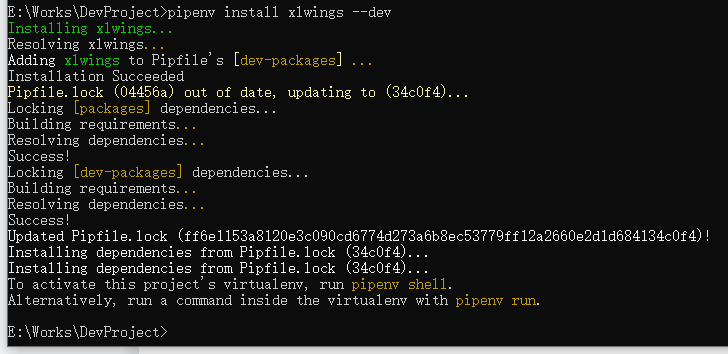 E:\Works\DevProject>pipenv install xlwings --dev
Installing xlwings...
Resolving xlwings...
Adding xlwings to Pipfile's [dev-packages] ...
Installation Succeeded
Pipfile.lock (04456a) out of date, updating to (34c0f4)...
Locking [packages] dependencies...
Building requirements...
Resolving dependencies...
Success!
Locking [dev-packages] dependencies...
Building requirements...
Resolving dependencies...
Success!
Updated Pipfile.lock (ff6e1153a8120e3c090cd6774d273a6b8ec53779ff12a2660e2d1d684134c0f4)!
Installing dependencies from Pipfile.lock (34c0f4)...
Installing dependencies from Pipfile.lock (34c0f4)...
To activate this project's virtualenv, run pipenv shell.
Alternatively, run a command inside the virtualenv with pipenv run.
E:\Works\DevProject>